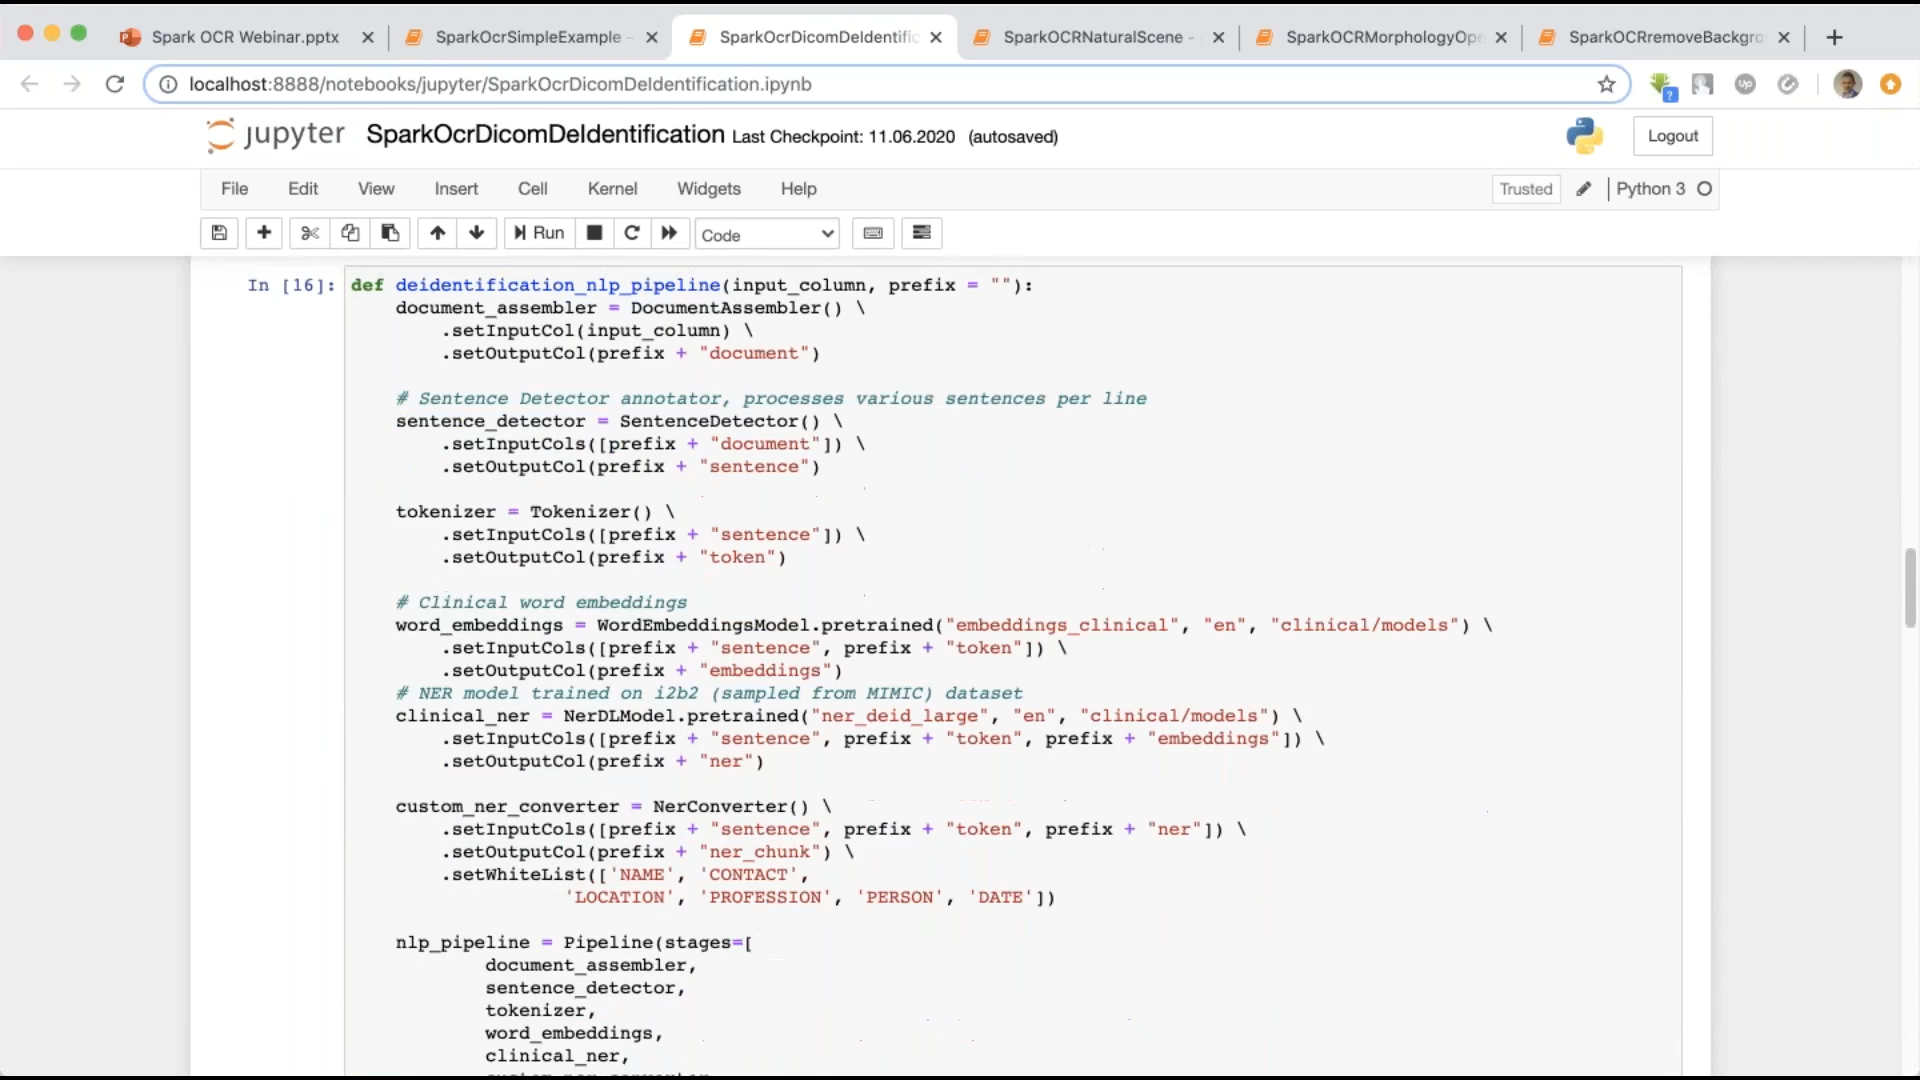 Spark OCR Webinar.pptx
SparkOcrSimpleExample -
SparkOcrDicomDeIdentific
SparkOCRNaturalScene -
SparkOCRMorphologyOpe
SparkOCRremoveBackgro
localhost:8888/notebooks/jupyter/SparkOcrDicomDeIdentification.ipynb
jupyter SparkOcrDicomDeIdentification Last Checkpoint: 11.06.2020 (autosaved)
Logout
File Edit View Insert Cell Kernel Widgets Help
Trusted
Python 3
Run
Code
In [16]: def deidentification_nlp_pipeline(input_column, prefix = ""):
document_assembler = DocumentAssembler() \
.setInputCol(input_column) \
.setOutputCol(prefix + "document")
# Sentence Detector annotator, processes various sentences per line
sentence_detector = SentenceDetector() \
.setInputCols([prefix + "document"]) \
.setOutputCol(prefix + "sentence")
tokenizer = Tokenizer() \
.setInputCols([prefix + "sentence"]) \
.setOutputCol(prefix + "token")
# Clinical word embeddings
word_embeddings = WordEmbeddingsModel.pretrained("embeddings_clinical", "en", "clinical/models") \
.setInputCols([prefix + "sentence", prefix + "token"]) \
.setOutputCol(prefix + "embeddings")
# NER model trained on i2b2 (sampled from MIMIC) dataset
clinical_ner = NerDLModel.pretrained("ner_deid_large", "en", "clinical/models") \
.setInputCols([prefix + "sentence", prefix + "token", prefix + "embeddings"]) \
.setOutputCol(prefix + "ner")
custom_ner_converter = NerConverter() \
.setInputCols([prefix + "sentence", prefix + "token", prefix + "ner"]) \
.setOutputCol(prefix + "ner_chunk") \
.setWhiteList(['NAME', 'CONTACT',
'LOCATION', 'PROFESSION', 'PERSON', 'DATE'])
nlp_pipeline = Pipeline(stages=[
document_assembler,
sentence_detector,
tokenizer,
word_embeddings,
clinical_ner,